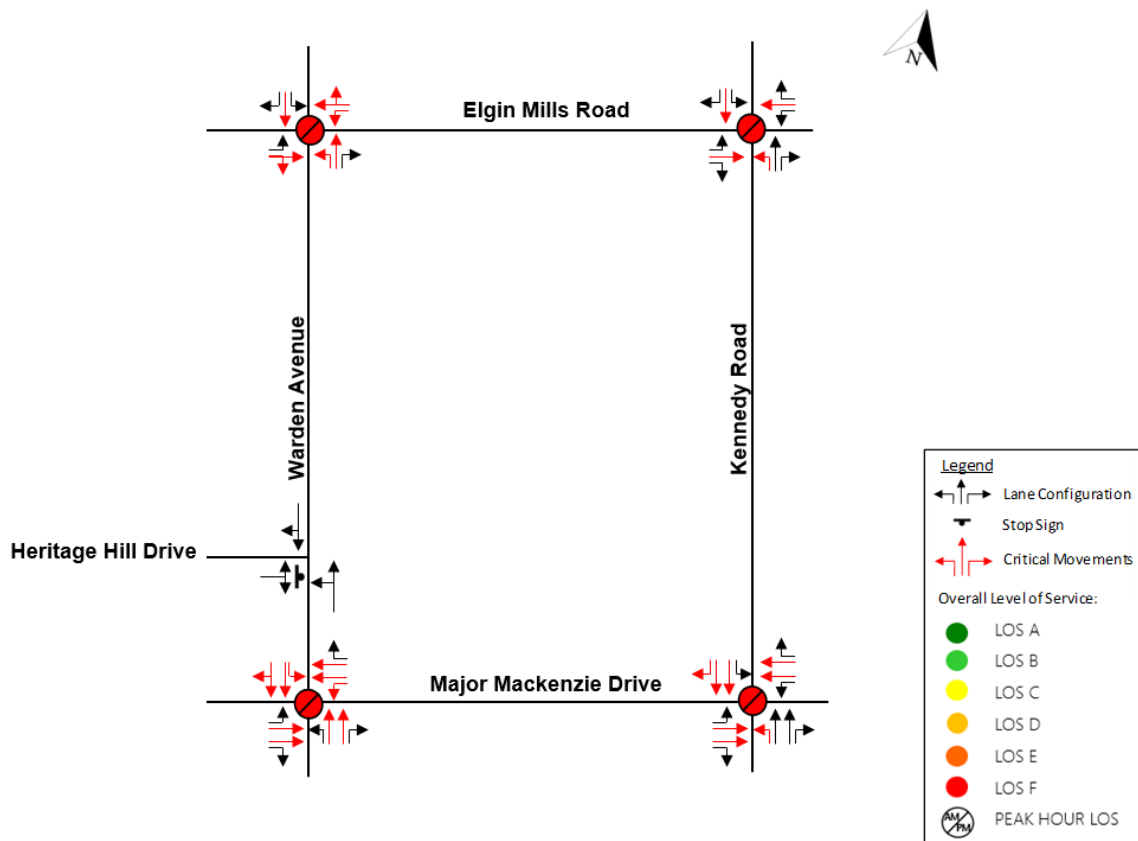 N
Elgin Mills Road
Warden Avenue
Kennedy Road
Heritage Hill Drive
Major Mackenzie Drive
Legend
Lane Configuration
Stop Sign
Critical Movements
Overall Level of Service:
LOS A
LOS B
LOS C
LOS D
LOS E
LOS F
AM/PM PEAK HOUR LOS